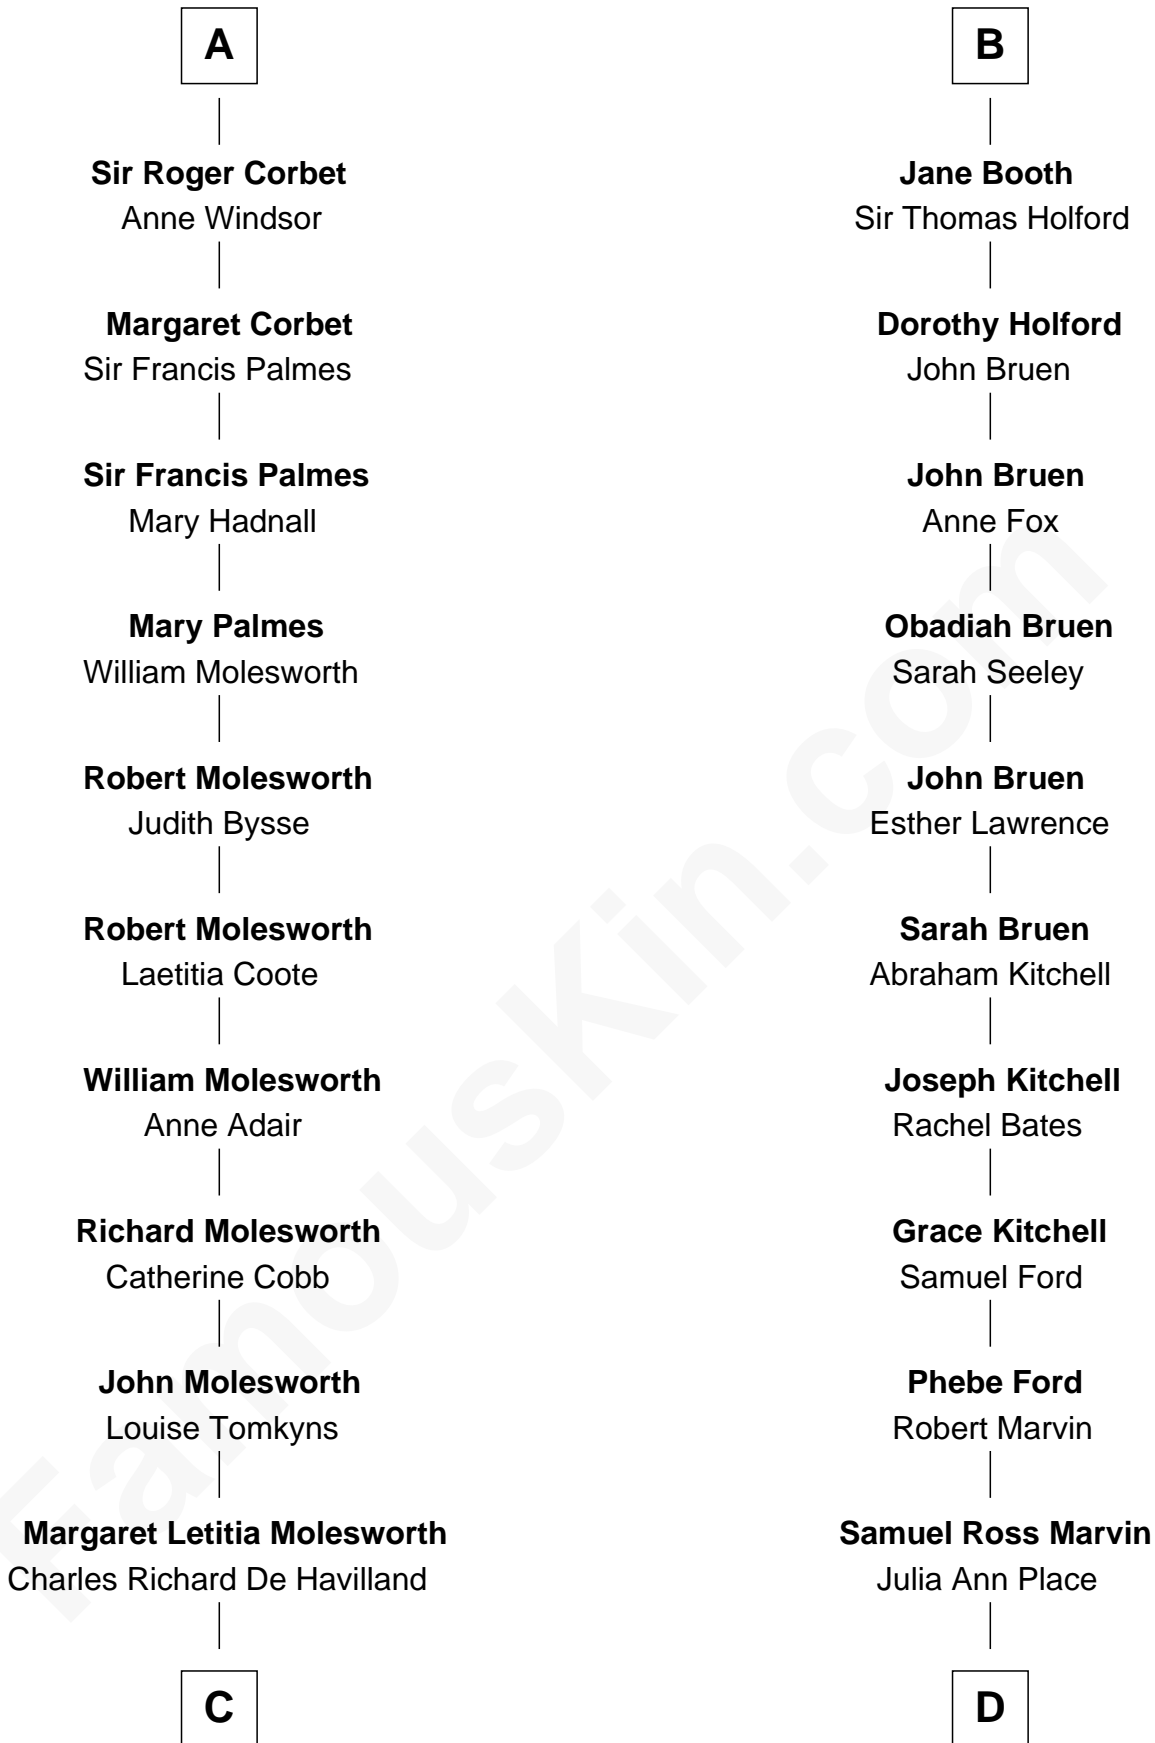 A
Sir Roger Corbet
Anne Windsor
Margaret Corbet
Sir Francis Palmes
Sir Francis Palmes
Mary Hadnall
Mary Palmes
William Molesworth
Robert Molesworth
Judith Bysse
Robert Molesworth
Laetitia Coote
William Molesworth
Anne Adair
Richard Molesworth
Catherine Cobb
John Molesworth
Louise Tomkyns
Margaret Letitia Molesworth
Charles Richard De Havilland
C
B
Jane Booth
Sir Thomas Holford
Dorothy Holford
John Bruen
John Bruen
Anne Fox
Obadiah Bruen
Sarah Seeley
John Bruen
Esther Lawrence
Sarah Bruen
Abraham Kitchell
Joseph Kitchell
Rachel Bates
Grace Kitchell
Samuel Ford
Phebe Ford
Robert Marvin
Samuel Ross Marvin
Julia Ann Place
D
FamousKin.com